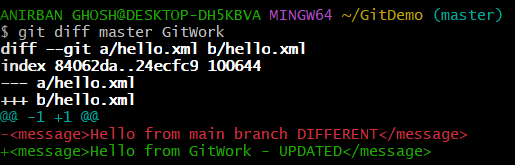 ANIRBAN GHOSH@DESKTOP-DH5KBVA MINGW64 ~/GitDemo (master)
$ git diff master GitWork
diff --git a/hello.xml b/hello.xml
index 84062da..24ecfc9 100644
--- a/hello.xml
+++ b/hello.xml
@@ -1 +1 @@
-<message>Hello from main branch DIFFERENT</message>
+<message>Hello from GitWork - UPDATED</message>